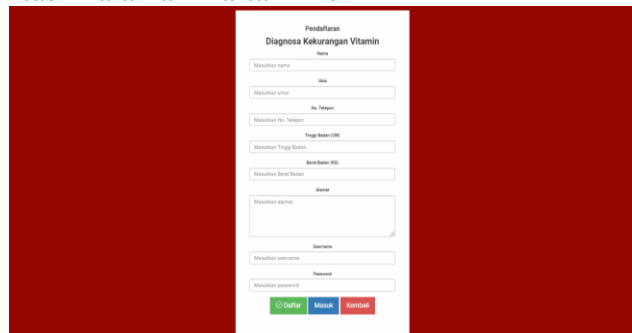 Pendaftaran
Diagnosa Kekurangan Vitamin
Nama
Masukkan nama
Usia
Masukkan umur
No. Telepon
Masukkan No. Telepon
Tinggi Badan (CM)
Masukkan Tinggi Badan
Berat Badan (KG)
Masukkan Berat Badan
Alamat
Masukkan alamat
Username
Masukkan username
Password
Masukkan password
Daftar Masuk Kembali